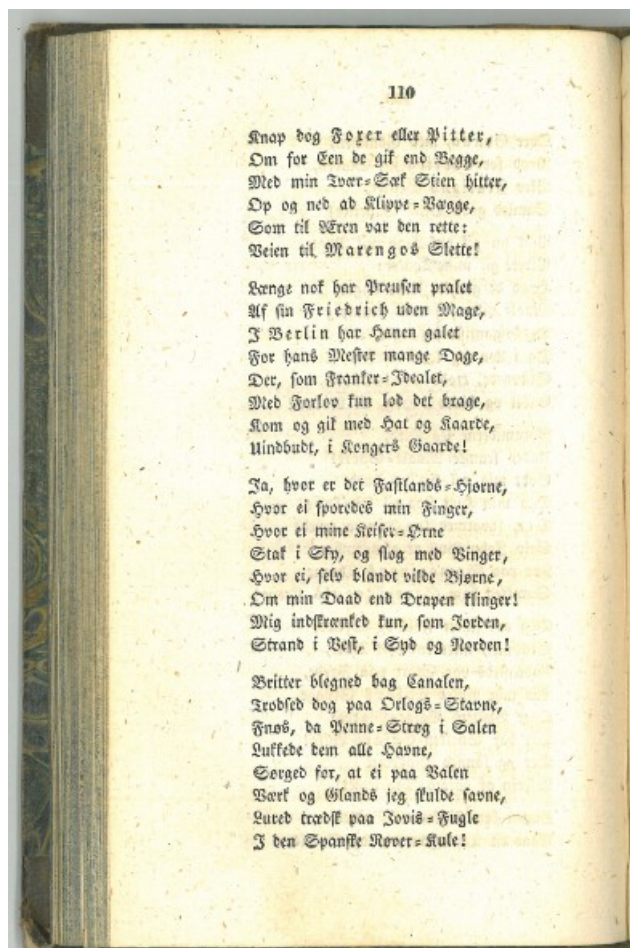 110
Knap dog Foxer eller Pitter,
Om for Een de gik end Begge,
Med min Tvær-Sæk Stien hitter,
Op og ned ad Klippe-Vægge,
Som til Æren var den rette:
Veien til Marengos Slette!
Længe nok har Preusen pralet
Af sin Friedrich uden Mage,
I Berlin har Hanen galet
For hans Mester mange Dage,
Der, som Franker-Idealet,
Med Forlov kun lod det brage,
Kom og gik med Hat og Kaarde,
Uindbudt, i Kongers Gaarde!
Ja, hvor er det Fastlands-Hjørne,
Hvor ei sporedes min Finger,
Hvor ei mine Keiser-Ørne
Stak i Sky, og slog med Vinger,
Hvor ei, selv blandt vilde Bjørne,
Om min Daad end Drapen klinger!
Mig indskrænked kun, som Jorden,
Strand i Vest, i Syd og Norden!
Britter blegned bag Canalen,
Trodsed dog paa Orlogs-Stavne,
Fnøs, da Penne-Strøg i Salen
Lukkede dem alle Havne,
Sørged for, at ei paa Valen
Værk og Glands jeg skulde savne,
Lured trædsk paa Jovis-Fugle
I den Spanske Røver-Kule!